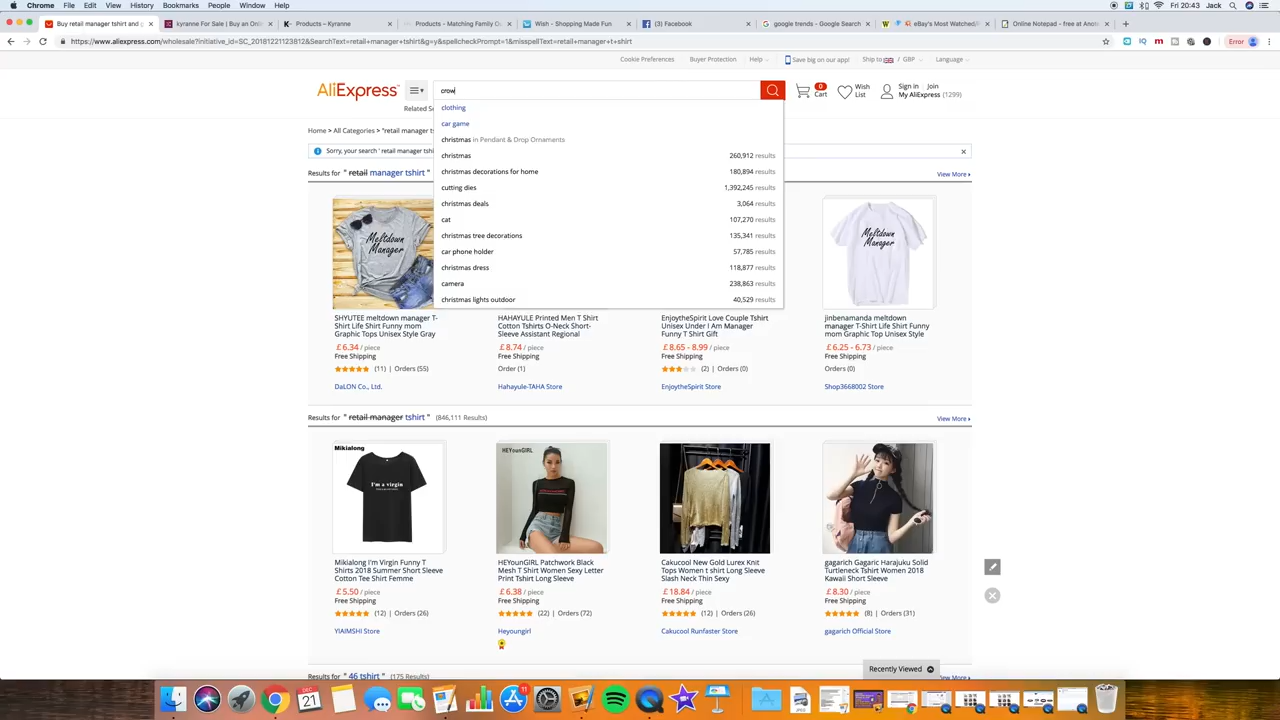 Chrome File Edit View History Bookmarks People Window Help
Fri 20:43 Jack
Buy retail manager tshirt and g
kyranne For Sale | Buy an Onl
Products – Kyranne
Products - Matching Family O
Wish - Shopping Made Fun
(3) Facebook
google trends - Google Search
eBay's Most Watched
Online Notepad - free at Anot
https://www.aliexpress.com/wholesale?initiative_id=SC_20181221123812&SearchText=retail+manager+tshirt&g=y&spellcheckPrompt=1&misspellText=retail+manager+t+shirt
Error
Cookie Preferences
Buyer Protection
Help
Save big on our app!
Ship to / GBP
Language
AliExpress
crow
0
Cart
Wish
List
Sign in Join
My AliExpress (1299)
Related Se
clothing
car game
christmas in Pendant & Drop Ornaments
christmas 260,912 results
christmas decorations for home 180,894 results
cutting dies 1,392,245 results
christmas deals 3,064 results
cat 107,270 results
christmas tree decorations 135,341 results
car phone holder 57,785 results
christmas dress 118,877 results
camera 238,863 results
christmas lights outdoor 40,529 results
Home > All Categories > "retail manager ts
Sorry, your search ' retail manager tshi
Results for " retail manager tshirt "
View More
Meltdown
Manager
Meltdown
Manager
SHYUTEE meltdown manager T-
Shirt Life Shirt Funny mom
Graphic Tops Unisex Style Gray
£ 6.34 / piece
Free Shipping
(11) | Orders (55)
DaLON Co., Ltd.
HAHAYULE Printed Men T Shirt
Cotton Tshirts O-Neck Short-
Sleeve Assistant Regional
£ 8.74 / piece
Free Shipping
Order (1)
Hahayule-TAHA Store
EnjoytheSpirit Love Couple Tshirt
Unisex Under I Am Manager
Funny T Shirt Gift
£ 8.65 - 8.99 / piece
Free Shipping
(2) | Orders (0)
EnjoytheSpirit Store
jinbenamanda meltdown
manager T-Shirt Life Shirt Funny
mom Graphic Tops Unisex Style
£ 6.25 - 6.73 / piece
Free Shipping
Orders (0)
Shop3668002 Store
Results for " retail manager tshirt " (846,111 Results)
View More
Mikialong
I'm a virgin
HEYounGIRL
Mikialong I'm Virgin Funny T
Shirts 2018 Summer Short Sleeve
Cotton Tee Shirt Femme
£ 5.50 / piece
Free Shipping
(12) | Orders (26)
YIAIMSHI Store
HEYounGIRL Patchwork Black
Mesh T Shirt Women Sexy Letter
Print Tshirt Long Sleeve
£ 6.38 / piece
Free Shipping
(22) | Orders (72)
Heyoungirl
Cakucool New Gold Lurex Knit
Tops Women t shirt Long Sleeve
Slash Neck Thin Sexy
£ 18.84 / piece
Free Shipping
(12) | Orders (26)
Cakucool Runfaster Store
gagarich Gagaric Harajuku Solid
Turtleneck Tshirt Women 2018
Kawaii Short Sleeve
£ 8.30 / piece
Free Shipping
(8) | Orders (31)
gagarich Official Store
Results for " 46 tshirt " (175 Results)
View More
Recently Viewed
DEC
21
11
JPEG